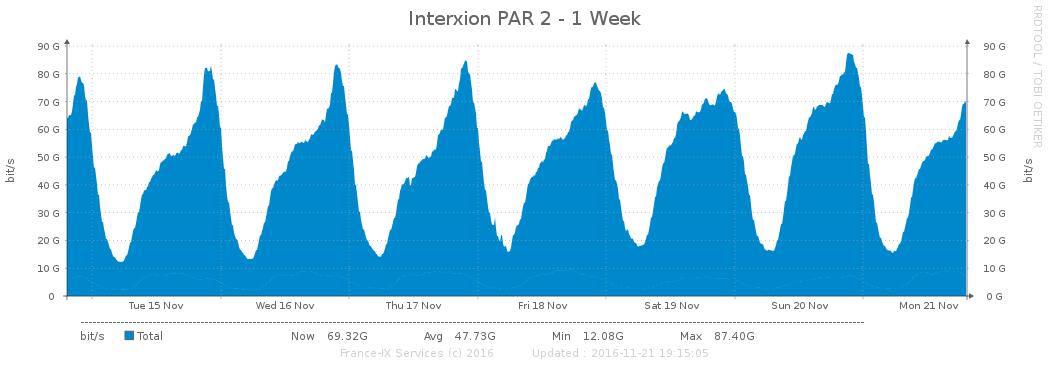 Interxion PAR 2 - 1 Week
RRDTOOL / TOBI OETIKER
bit/s
90 G 90 G
80 G 80 G
70 G 70 G
60 G 60 G
50 G 50 G
40 G 40 G
30 G 30 G
20 G 20 G
10 G 10 G
0 0 G
bit/s
Tue 15 Nov Wed 16 Nov Thu 17 Nov Fri 18 Nov Sat 19 Nov Sun 20 Nov Mon 21 Nov
bit/s Total Now 69.32G Avg 47.73G Min 12.08G Max 87.40G
France-IX Services (c) 2016 Updated : 2016-11-21 19:15:05